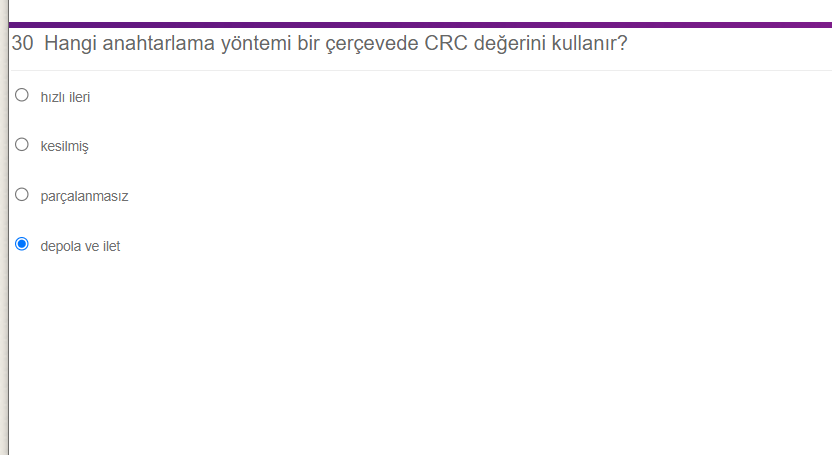 30 Hangi anahtarlama yöntemi bir çerçevede CRC değerini kullanır?
hızlı ileri
kesilmiş
parçalanmasız
depola ve ilet